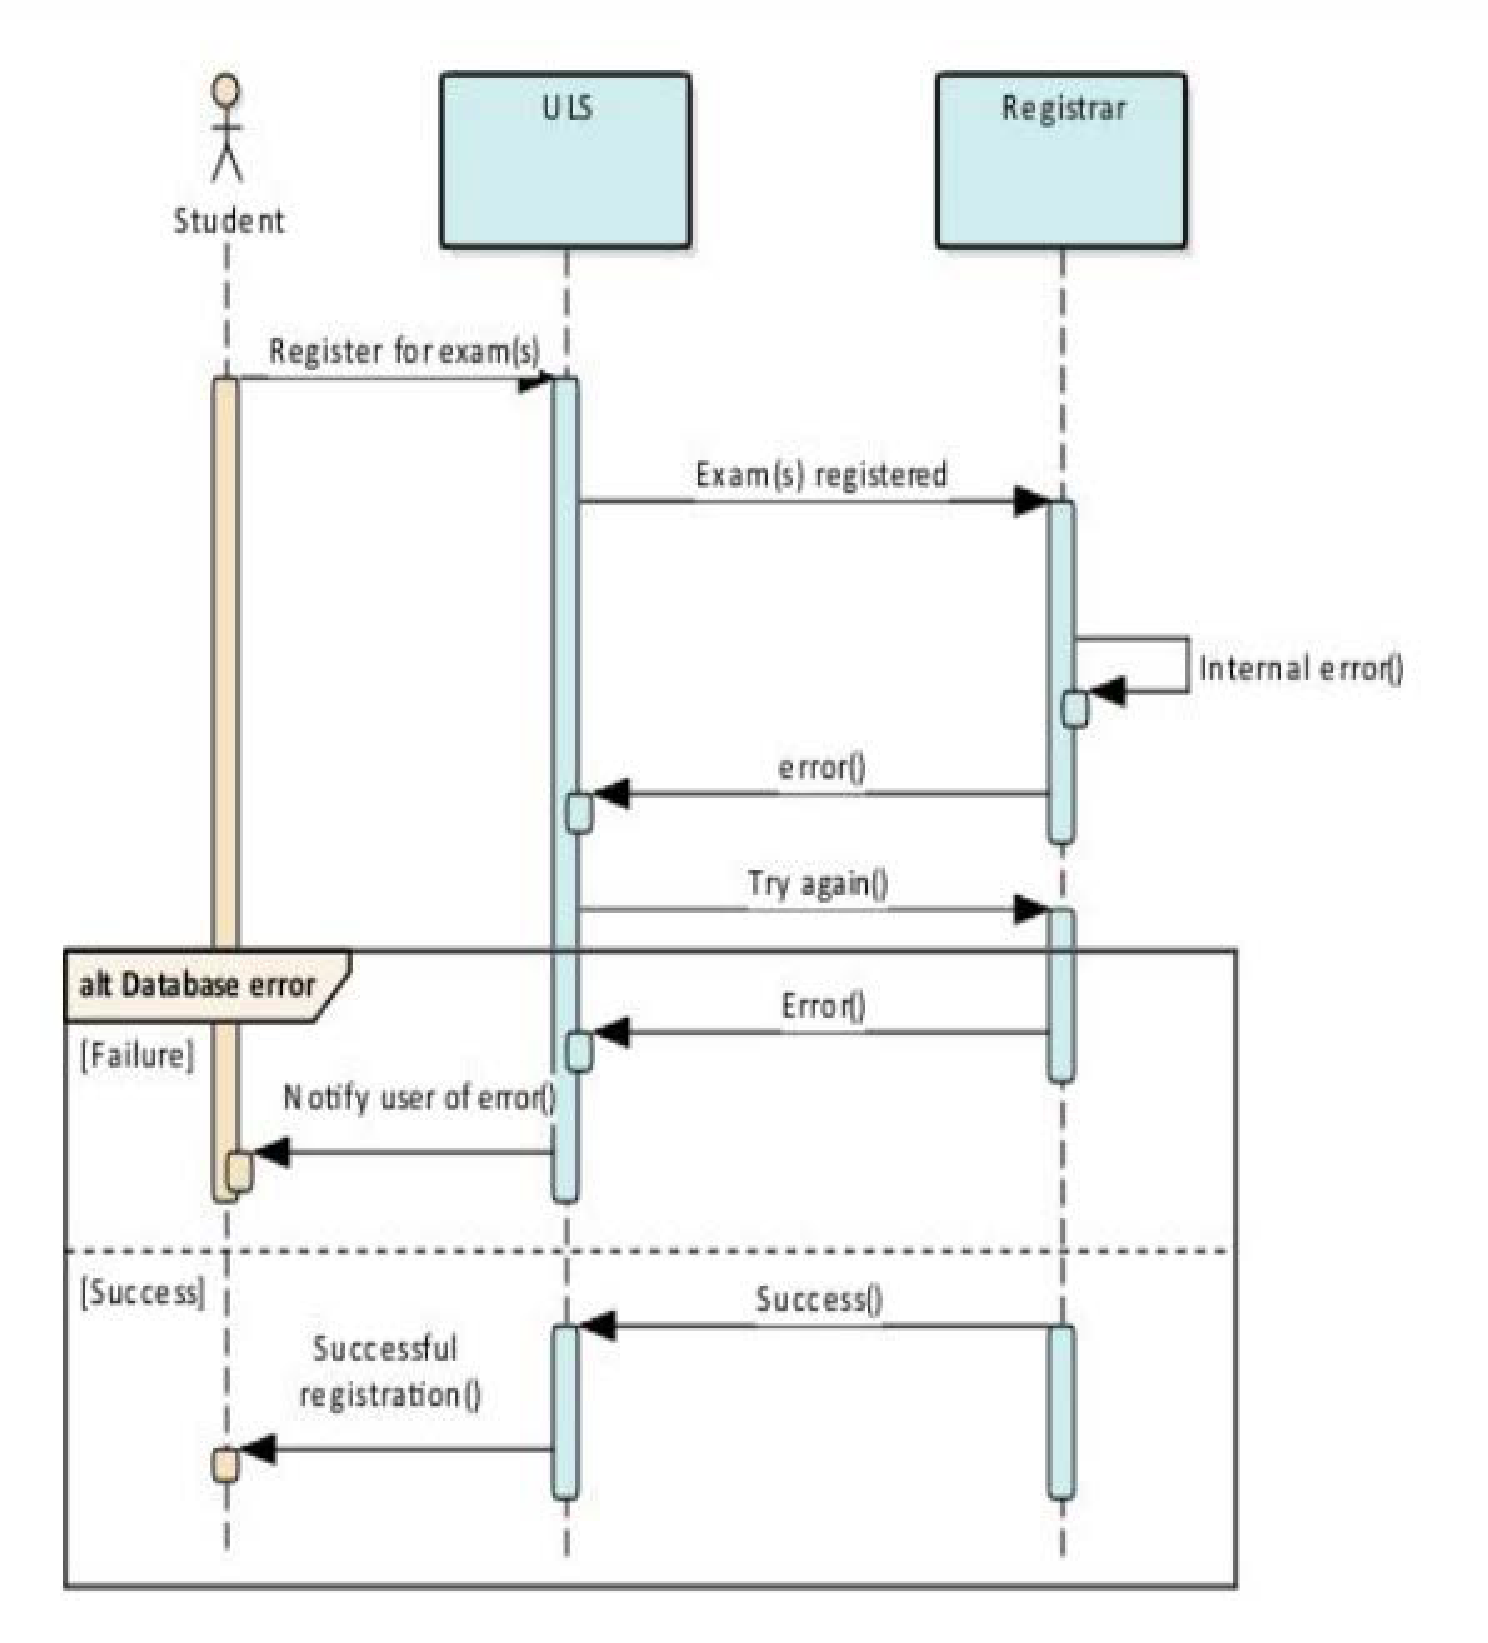 Student
ULS
Registrar
Register for exam(s)
Exam(s) registered
Internal error()
error()
Try again()
alt Database error
Error()
[Failure]
Notify user of error()
[Success]
Success()
Successful
registration()